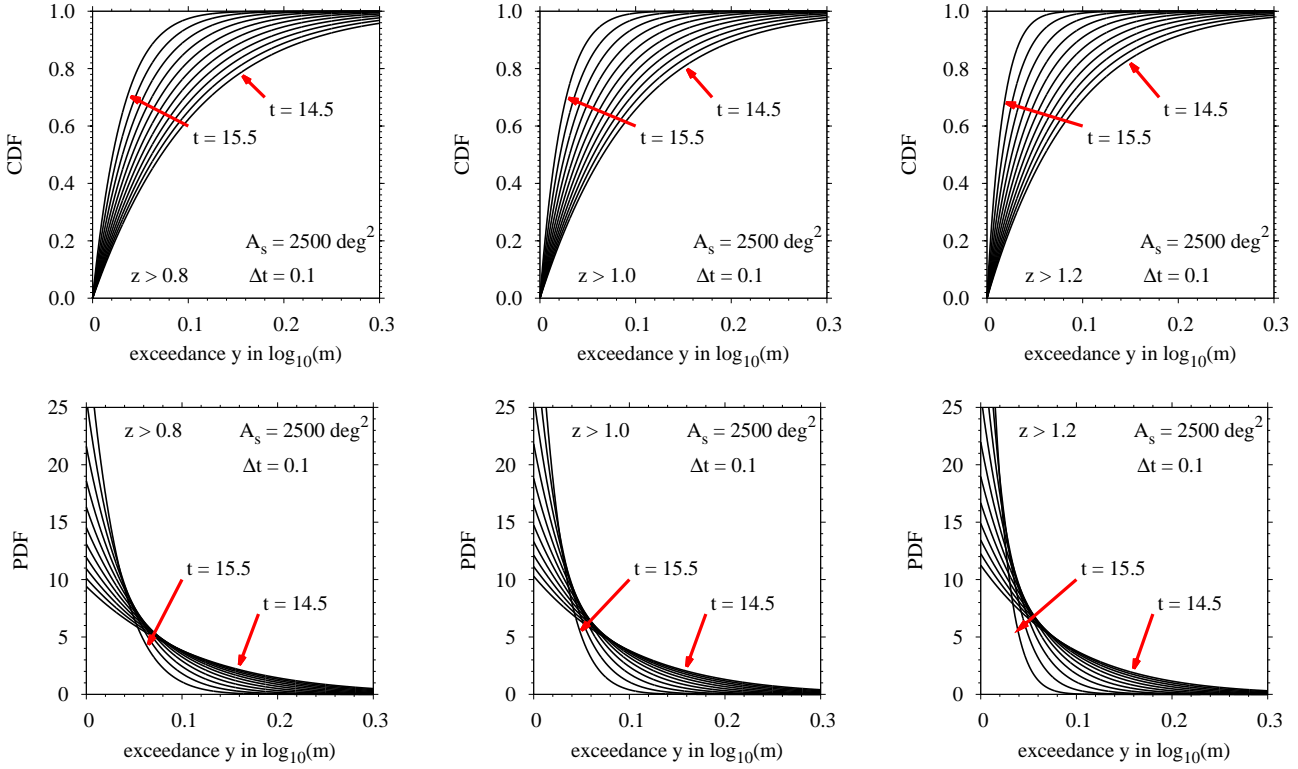 CDF
1.0
0.8
0.6
0.4
0.2
0.0
t = 14.5
t = 15.5
A_s = 2500 deg^2
z > 0.8 Δt = 0.1
0 0.1 0.2 0.3
exceedance y in log_10(m)
CDF
1.0
0.8
0.6
0.4
0.2
0.0
t = 14.5
t = 15.5
A_s = 2500 deg^2
z > 1.0 Δt = 0.1
0 0.1 0.2 0.3
exceedance y in log_10(m)
CDF
1.0
0.8
0.6
0.4
0.2
0.0
t = 14.5
t = 15.5
A_s = 2500 deg^2
z > 1.2 Δt = 0.1
0 0.1 0.2 0.3
exceedance y in log_10(m)
PDF
25
20
15
10
5
0
z > 0.8 A_s = 2500 deg^2
Δt = 0.1
t = 15.5
t = 14.5
0 0.1 0.2 0.3
exceedance y in log_10(m)
PDF
25
20
15
10
5
0
z > 1.0 A_s = 2500 deg^2
Δt = 0.1
t = 15.5
t = 14.5
0 0.1 0.2 0.3
exceedance y in log_10(m)
PDF
25
20
15
10
5
0
z > 1.2 A_s = 2500 deg^2
Δt = 0.1
t = 15.5
t = 14.5
0 0.1 0.2 0.3
exceedance y in log_10(m)